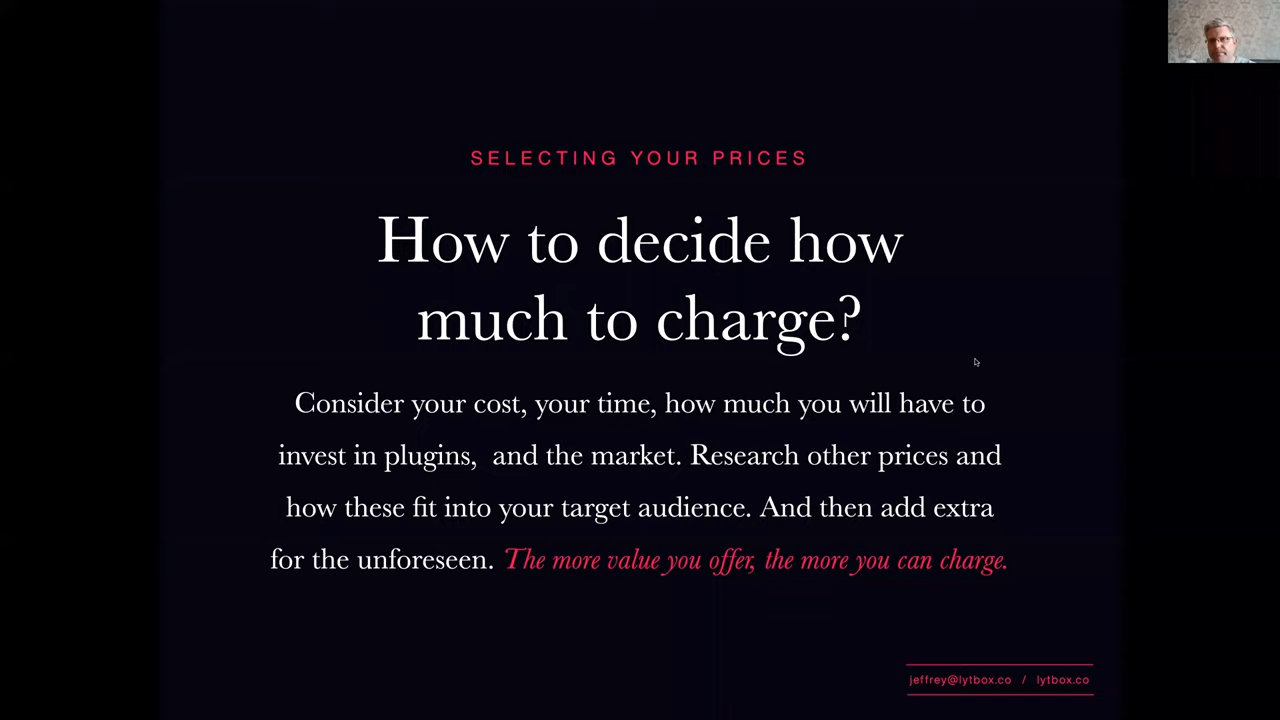 SELECTING YOUR PRICES
How to decide how
much to charge?
Consider your cost, your time, how much you will have to
invest in plugins,  and the market. Research other prices and
how these fit into your target audience. And then add extra
for the unforeseen. The more value you offer, the more you can charge.
jeffrey@lytbox.co / lytbox.co